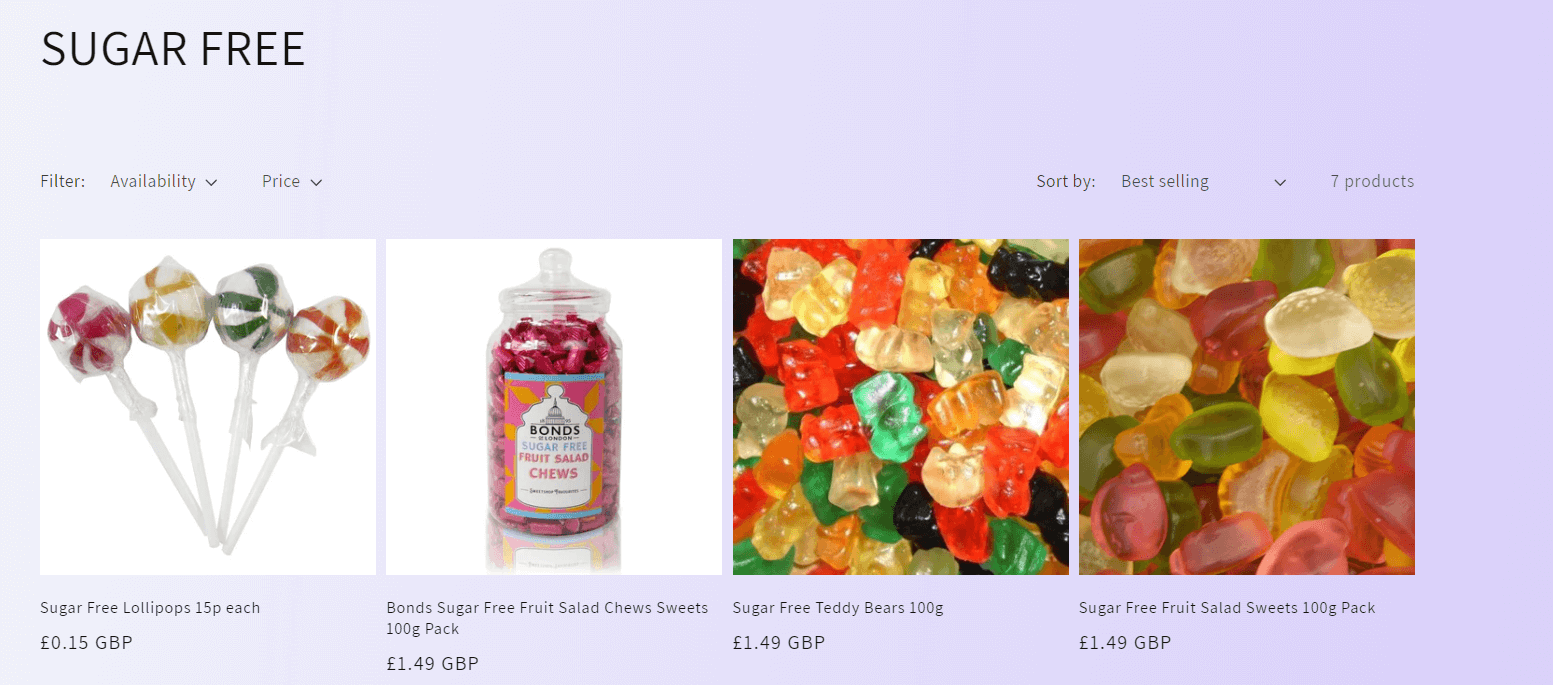 SUGAR FREE
Filter: Availability Price Sort by: Best selling 7 products
BONDS
LONDON
SUGAR FREE
FRUIT SALAD
CHEWS
SWEETSHOP FAVOURITES
Sugar Free Lollipops 15p each
£0.15 GBP
Bonds Sugar Free Fruit Salad Chews Sweets
100g Pack
£1.49 GBP
Sugar Free Teddy Bears 100g
£1.49 GBP
Sugar Free Fruit Salad Sweets 100g Pack
£1.49 GBP